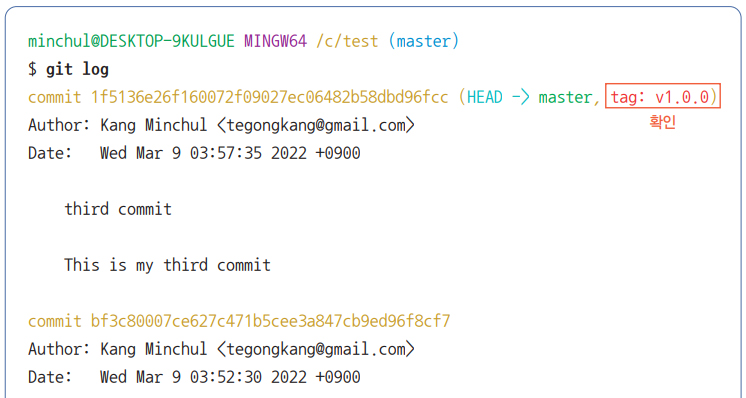 minchul@DESKTOP-9KULGUE MINGW64 /c/test (master)
$ git log
commit 1f5136e26f160072f09027ec06482b58dbd96fcc (HEAD -> master, tag: v1.0.0)
확인
Author: Kang Minchul <tegongkang@gmail.com>
Date:   Wed Mar 9 03:57:35 2022 +0900
third commit
This is my third commit
commit bf3c80007ce627c471b5cee3a847cb9ed96f8cf7
Author: Kang Minchul <tegongkang@gmail.com>
Date:   Wed Mar 9 03:52:30 2022 +0900